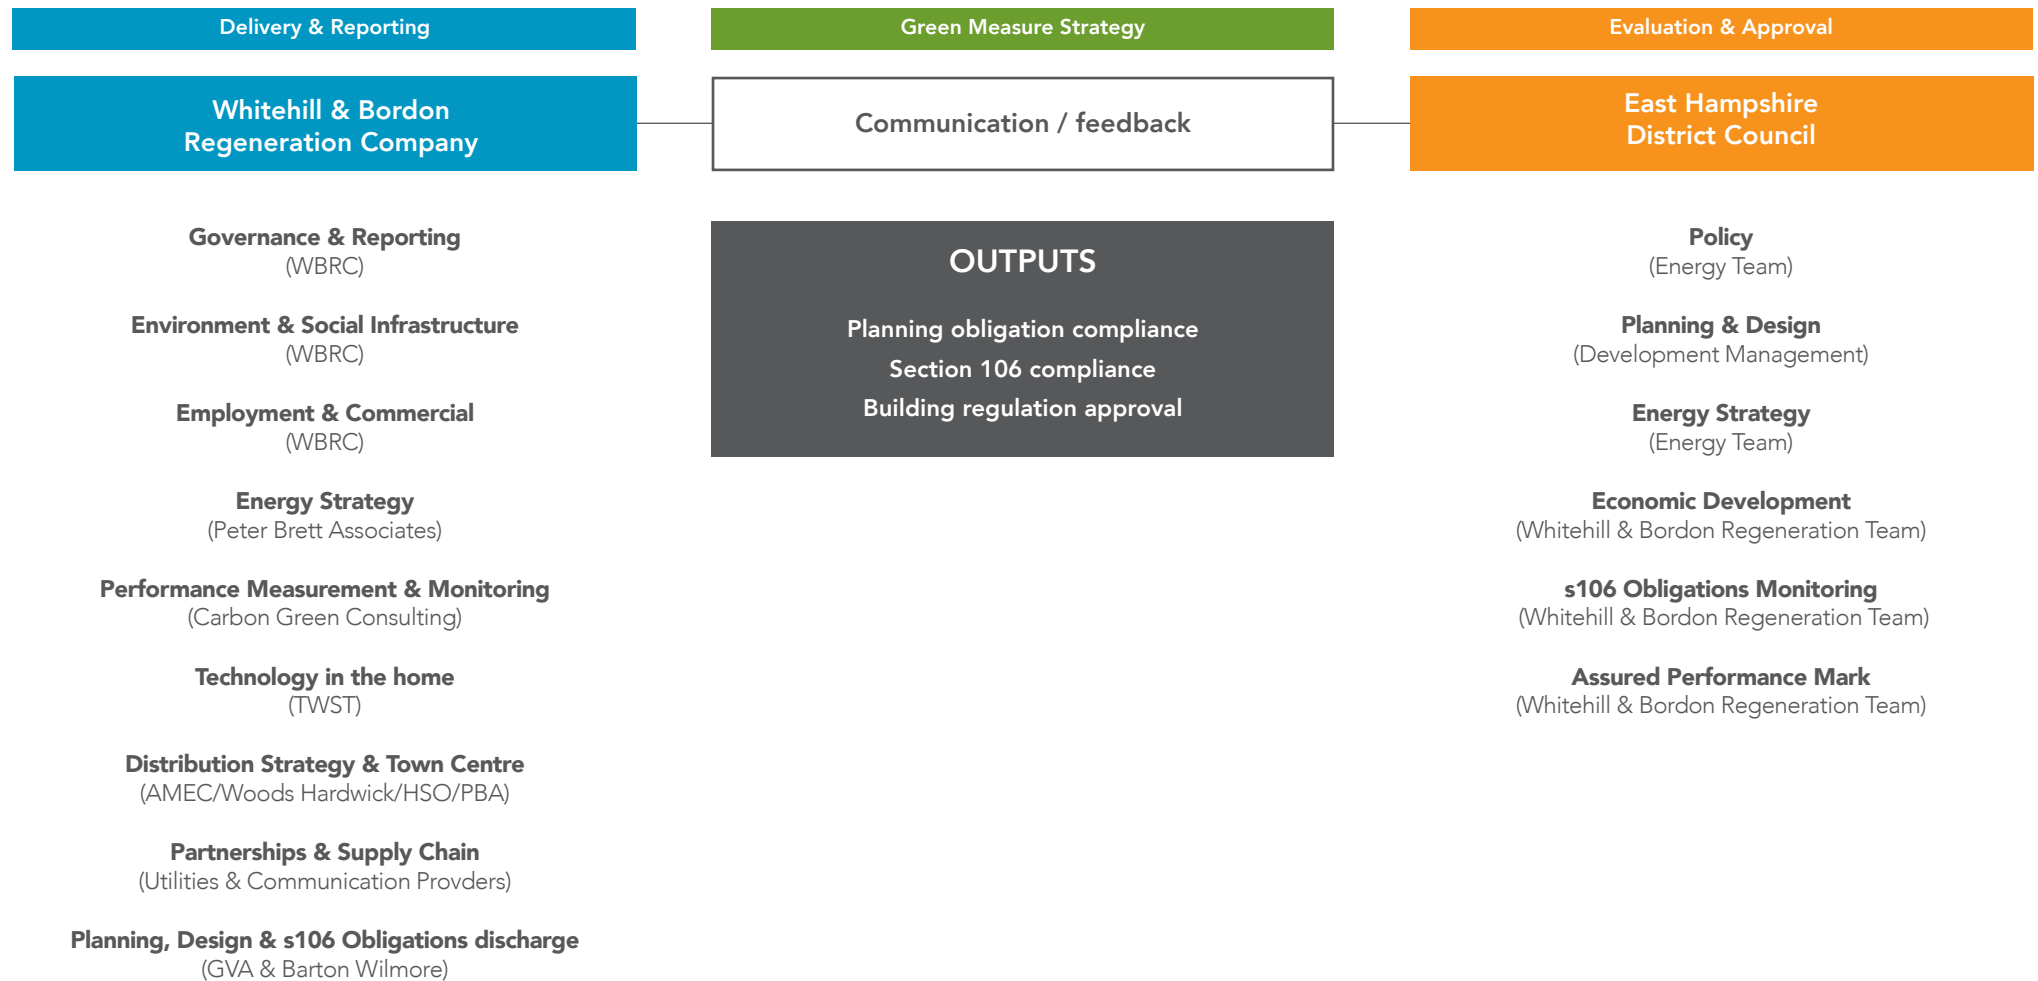 Delivery & Reporting
Green Measure Strategy
Evaluation & Approval
Whitehill & Bordon
Regeneration Company
Communication / feedback
East Hampshire
District Council
Governance & Reporting
(WBRC)
Environment & Social Infrastructure
(WBRC)
Employment & Commercial
(WBRC)
Energy Strategy
(Peter Brett Associates)
Performance Measurement & Monitoring
(Carbon Green Consulting)
Technology in the home
(TWST)
Distribution Strategy & Town Centre
(AMEC/Woods Hardwick/HSO/PBA)
Partnerships & Supply Chain
(Utilities & Communication Provders)
Planning, Design & s106 Obligations discharge
(GVA & Barton Wilmore)
OUTPUTS
Planning obligation compliance
Section 106 compliance
Building regulation approval
Policy
(Energy Team)
Planning & Design
(Development Management)
Energy Strategy
(Energy Team)
Economic Development
(Whitehill & Bordon Regeneration Team)
s106 Obligations Monitoring
(Whitehill & Bordon Regeneration Team)
Assured Performance Mark
(Whitehill & Bordon Regeneration Team)